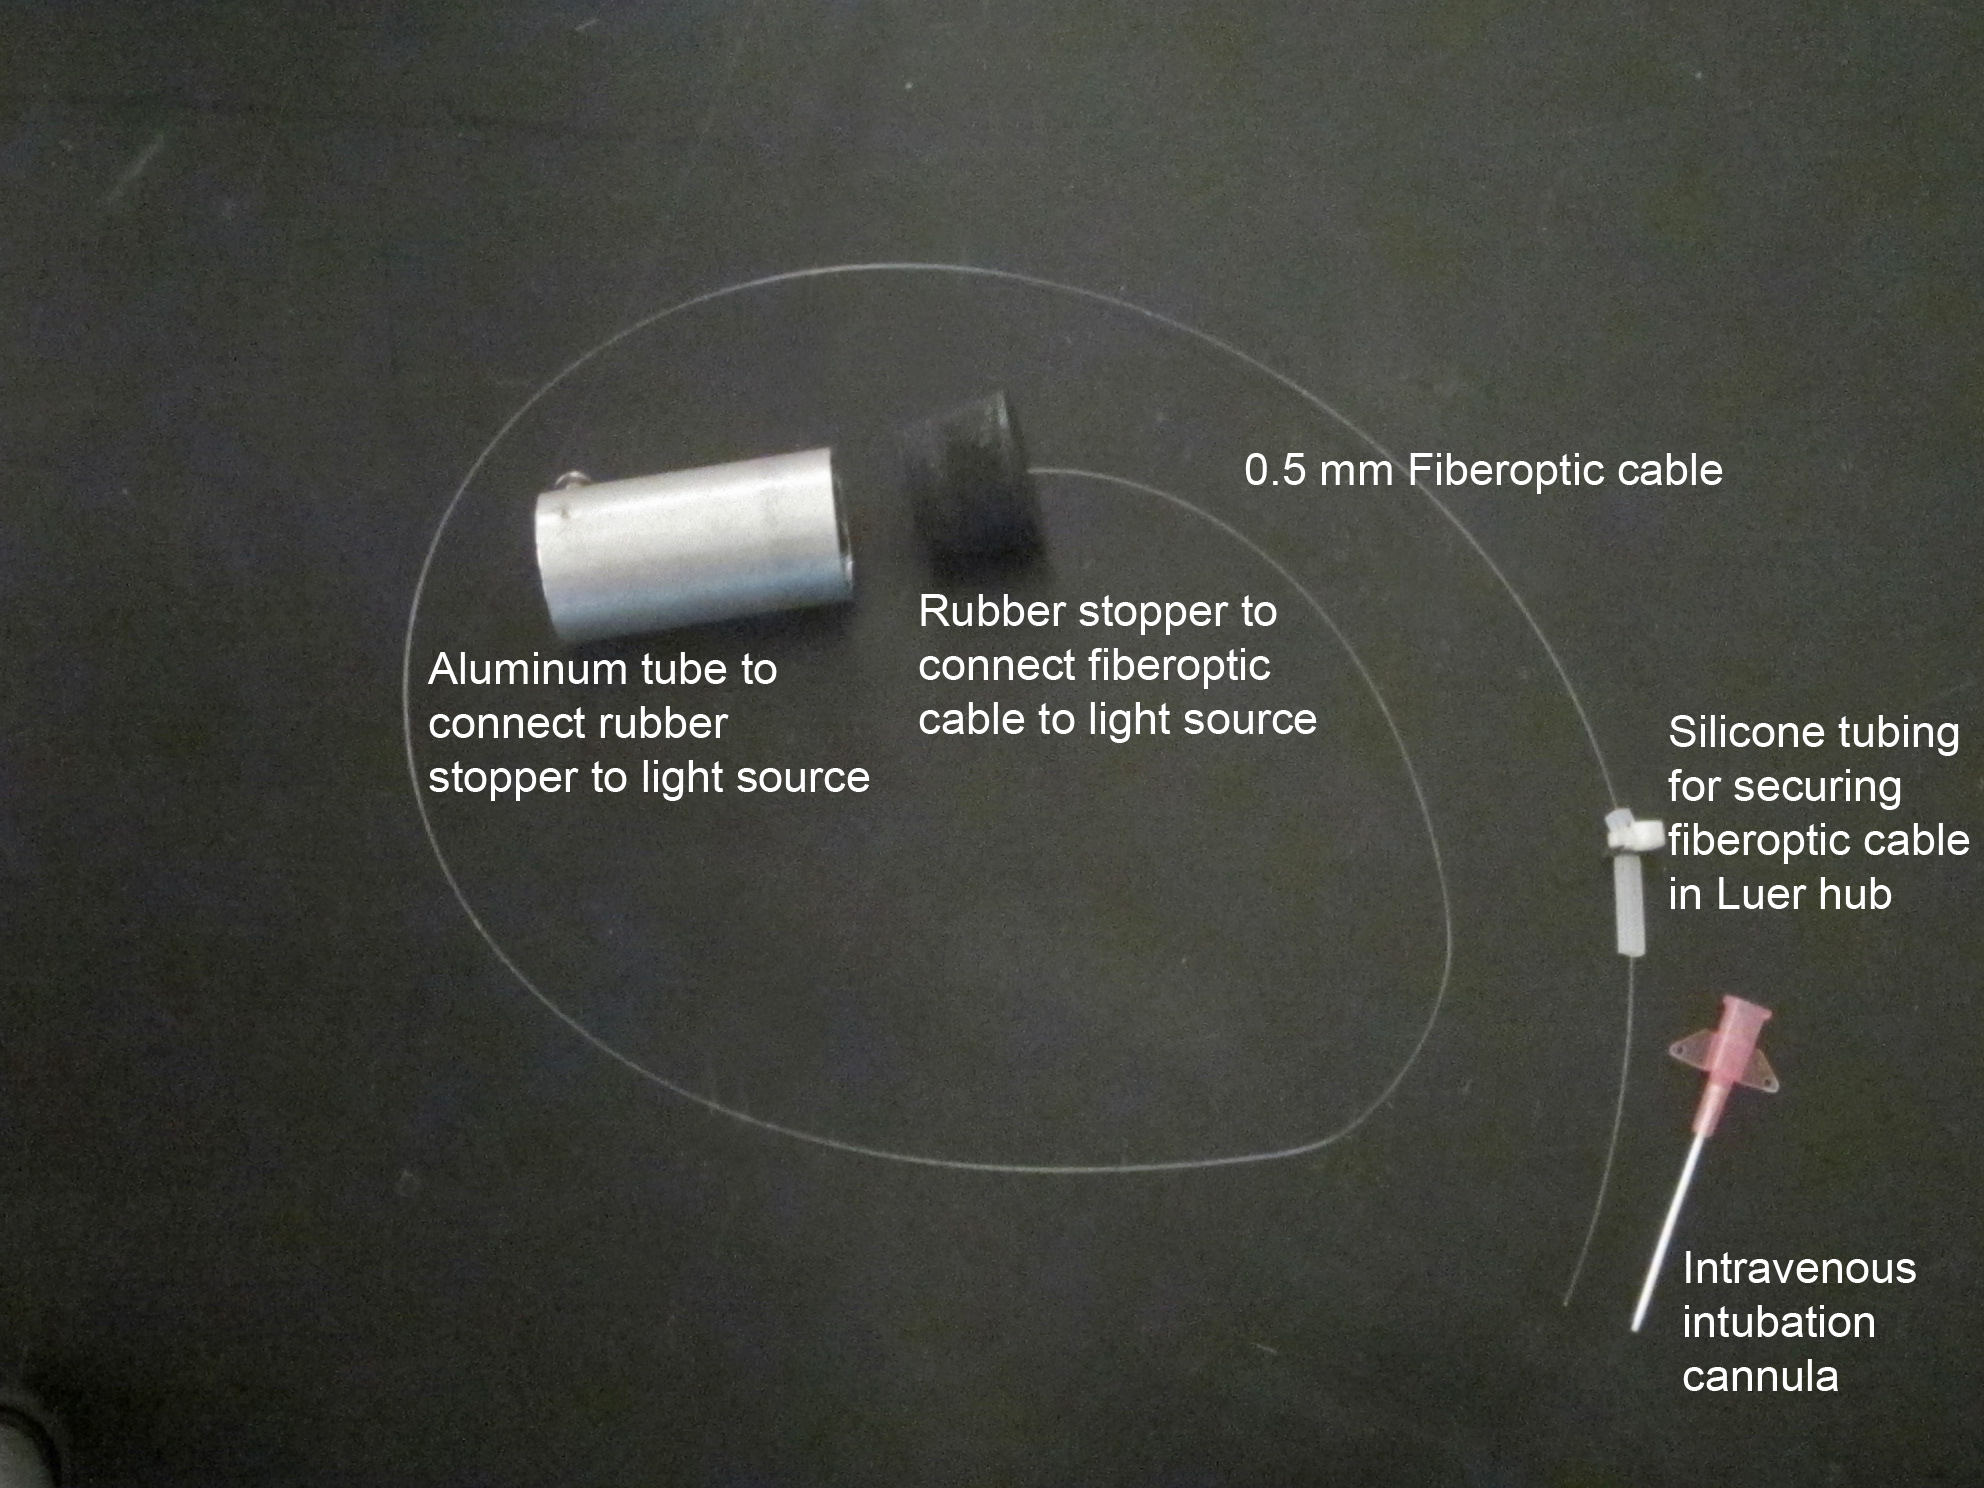 0.5 mm Fiberoptic cable
Rubber stopper to
connect fiberoptic
cable to light source
Aluminum tube to
connect rubber
stopper to light source
Silicone tubing
for securing
fiberoptic cable
in Luer hub
Intravenous
intubation
cannula